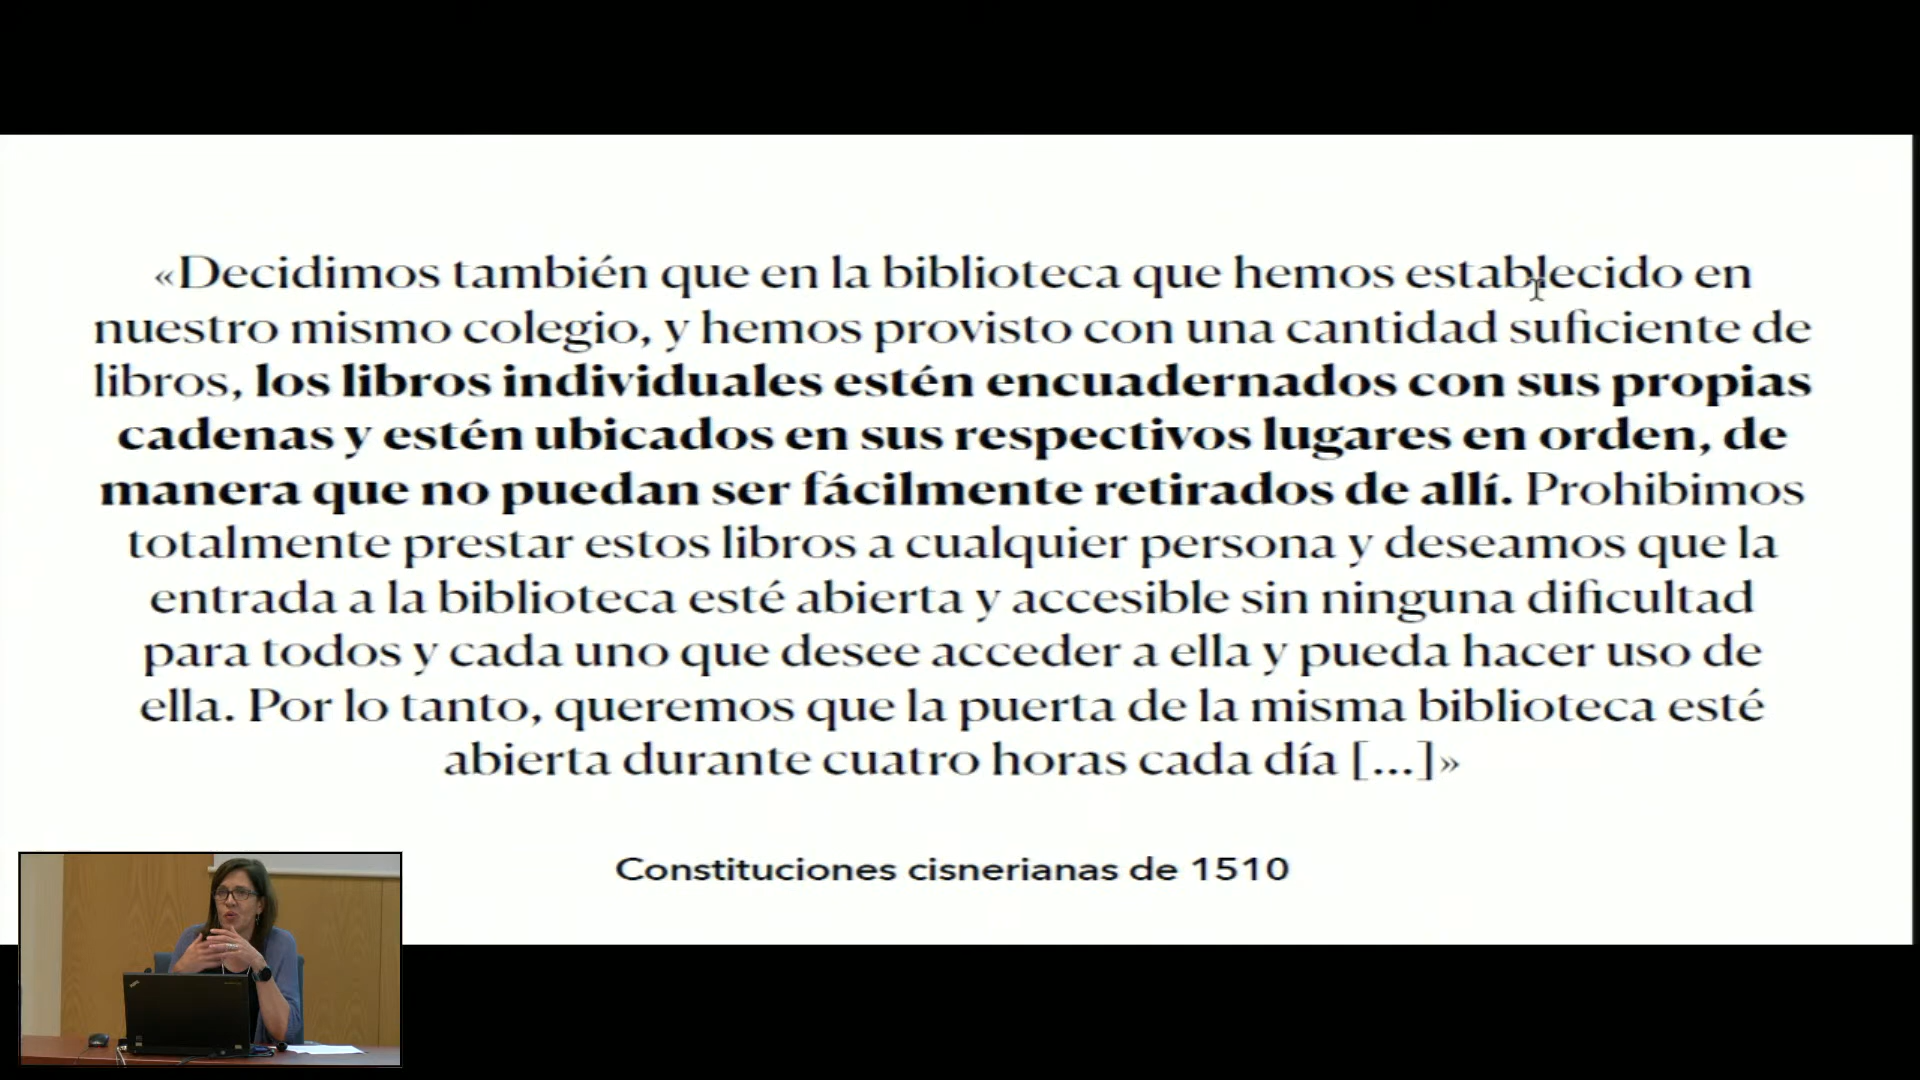 «Decidimos también que en la biblioteca que hemos establecido en
nuestro mismo colegio, y hemos provisto con una cantidad suficiente de
libros, los libros individuales estén encuadernados con sus propias
cadenas y estén ubicados en sus respectivos lugares en orden, de
manera que no puedan ser fácilmente retirados de allí. Prohibimos
totalmente prestar estos libros a cualquier persona y deseamos que la
entrada a la biblioteca esté abierta y accesible sin ninguna dificultad
para todos y cada uno que desee acceder a ella y pueda hacer uso de
ella. Por lo tanto, queremos que la puerta de la misma biblioteca esté
abierta durante cuatro horas cada día [...]»
Constituciones cisnerianas de 1510